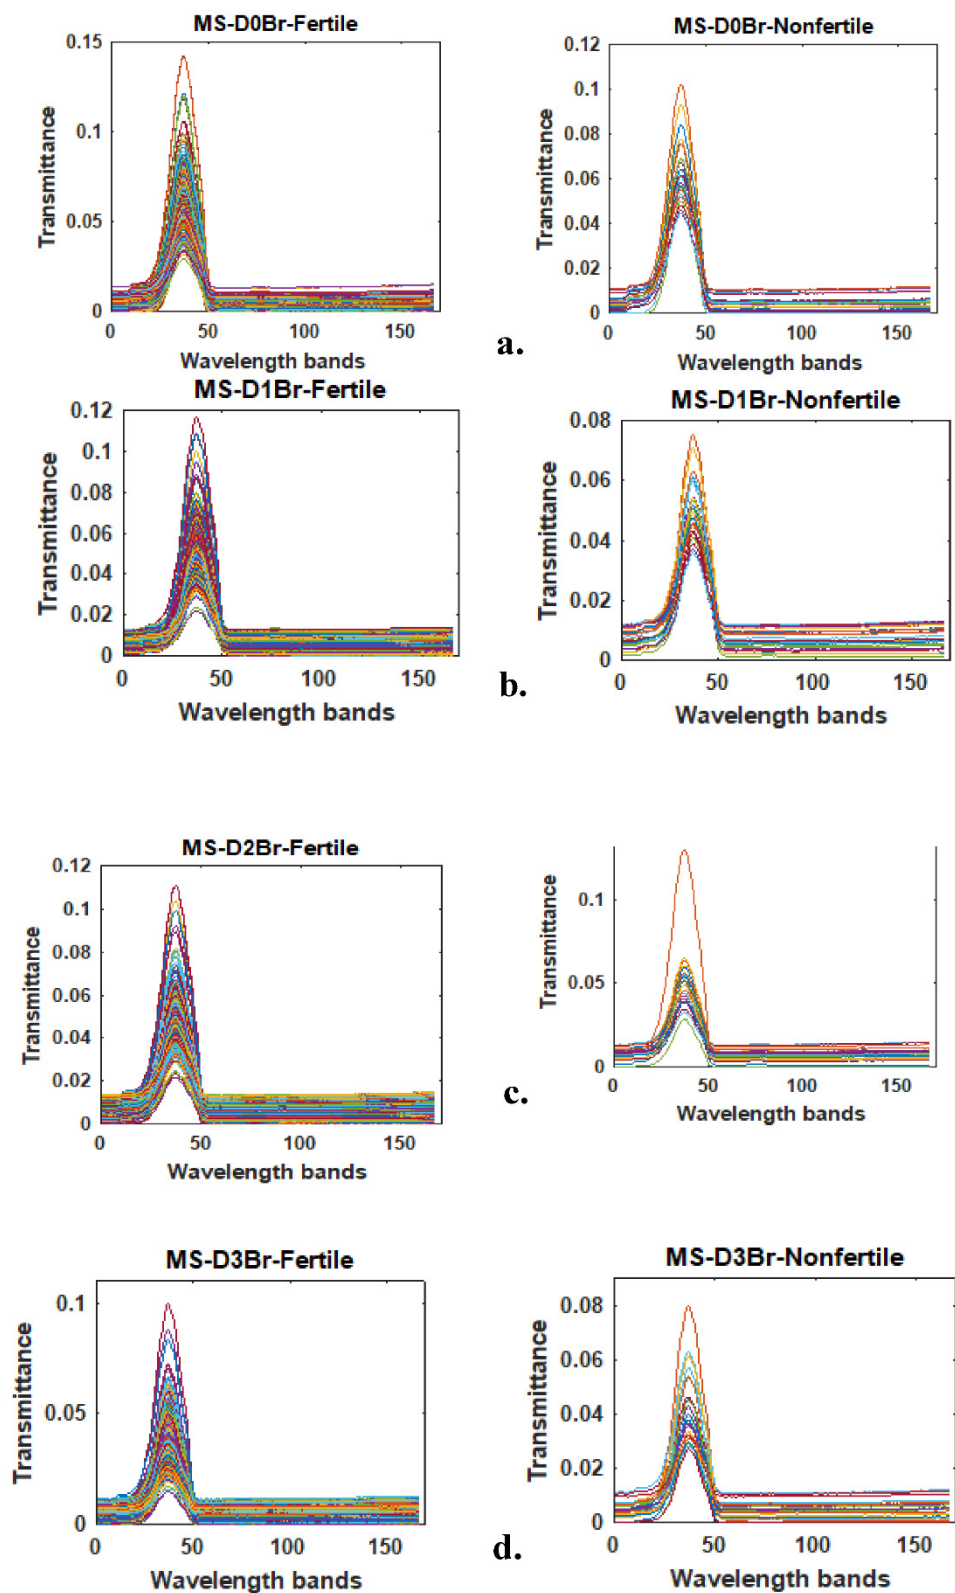 MS-D0Br-Fertile
0.15
0.1
0.05
0
Transmittance
0 50 100 150
Wavelength bands
MS-D0Br-Nonfertile
0.12
0.1
0.08
0.06
0.04
0.02
0
Transmittance
0 50 100 150
Wavelength bands
a.
MS-D1Br-Fertile
0.12
0.1
0.08
0.06
0.04
0.02
0
Transmittance
0 50 100 150
Wavelength bands
MS-D1Br-Nonfertile
0.08
0.06
0.04
0.02
0
Transmittance
0 50 100 150
Wavelength bands
b.
MS-D2Br-Fertile
0.12
0.1
0.08
0.06
0.04
0.02
0
Transmittance
0 50 100 150
Wavelength bands
0.1
0.05
0
Transmittance
0 50 100 150
Wavelength bands
c.
MS-D3Br-Fertile
0.1
0.05
0
Transmittance
0 50 100 150
Wavelength bands
MS-D3Br-Nonfertile
0.08
0.06
0.04
0.02
0
Transmittance
0 50 100 150
Wavelength bands
d.